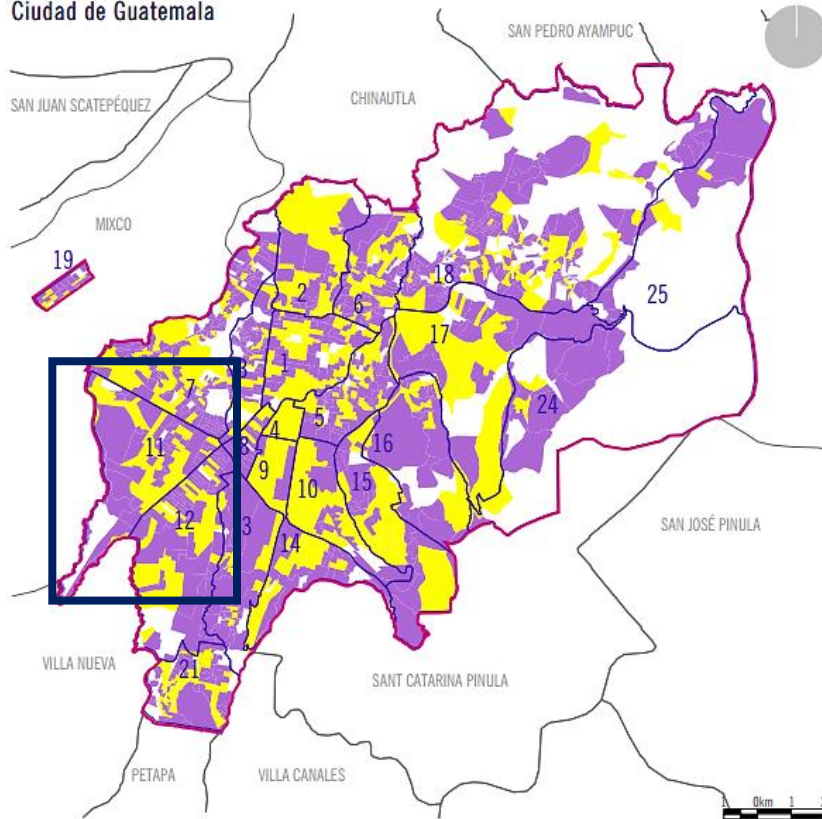 Ciudad de Guatemala
SAN PEDRO AYAMPUC
SAN JUAN SCATEPÉQUEZ
CHINAUTLA
MIXCO
19
18
25
2
6
17
1
3
7
24
5
4
16
8
11
9
15
10
12
3
14
SAN JOSÉ PINULA
VILLA NUEVA
21
SANT CATARINA PINULA
PETAPA
VILLA CANALES
1 0km 1